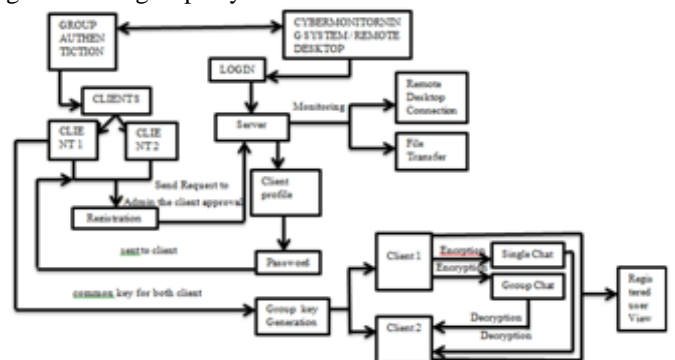 GROUP
AUTHEN
TICTION
CYBERMONITORNIN
G SYSTEM / REMOTE
DESKTOP
LOGIN
CLIENTS
CLIE
NT 1
CLIE
NT 2
Server
Monitoring
Remote
Desktop
Connection
File
Transfer
Send Request to
Admin the client approval
Registration
Client
profile
sent to client
Password
common key for both client
Group key
Generation
Client 1
Encryption
Encryption
Single Chat
Group Chat
Decryption
Decryption
Client 2
Regis
tered
user
View